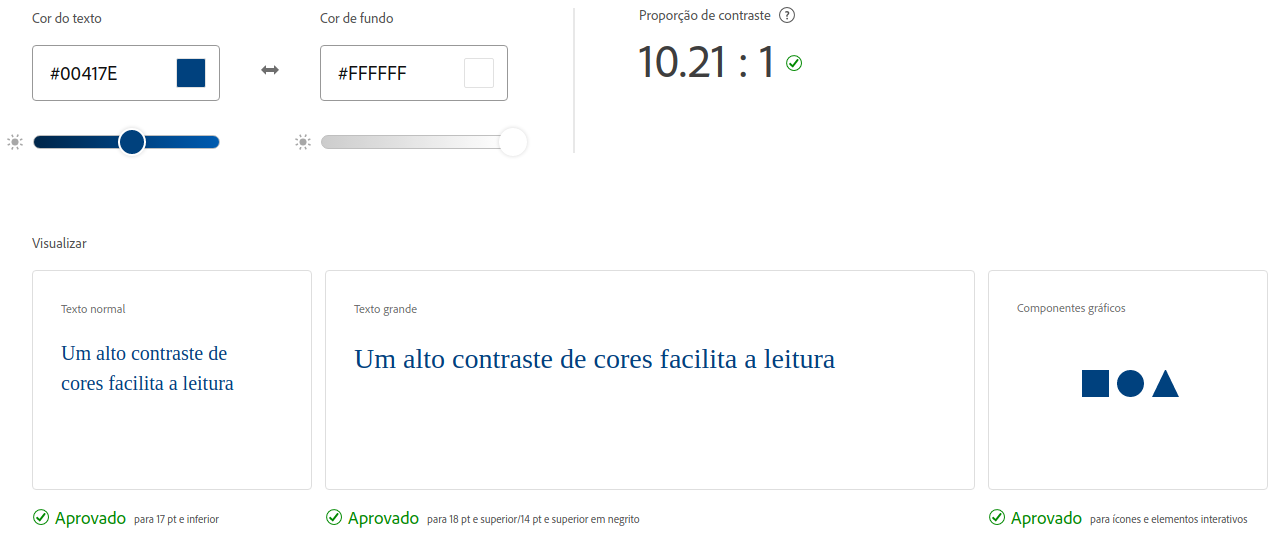 Cor do texto
Cor de fundo
Proporção de contraste ?
#00417E
#FFFFFF
10.21 : 1
Visualizar
Texto normal
Um alto contraste de
cores facilita a leitura
Texto grande
Um alto contraste de cores facilita a leitura
Componentes gráficos
Aprovado para 17 pt e inferior
Aprovado para 18 pt e superior/14 pt e superior em negrito
Aprovado para ícones e elementos interativos